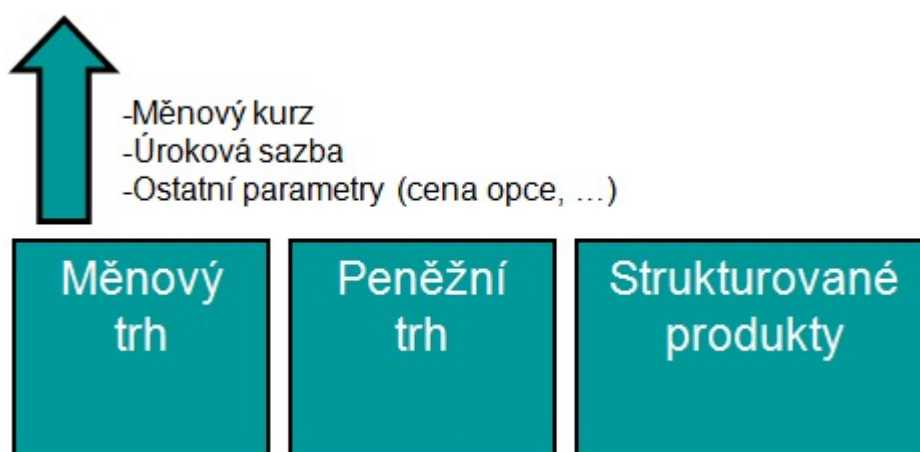 -Měnový kurz
-Úroková sazba
-Ostatní parametry (cena opce, …)
Měnový
trh
Peněžní
trh
Strukturované
produkty